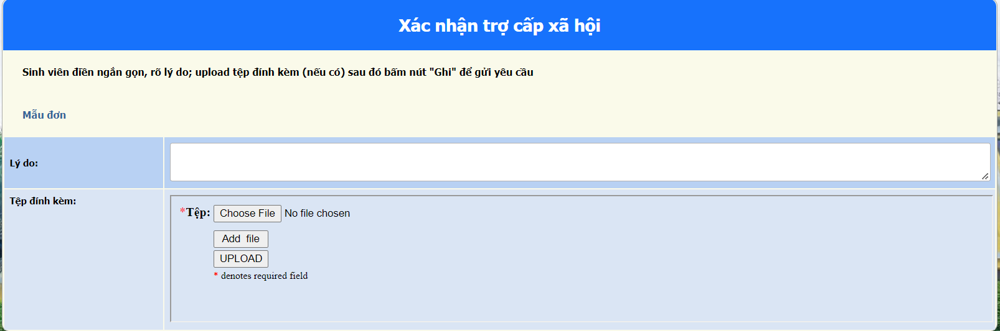 Xác nhận trợ cấp xã hội
Sinh viên điền ngắn gọn, rõ lý do; upload tệp đính kèm (nếu có) sau đó bấm nút "Ghi" để gửi yêu cầu
Mẫu đơn
Lý do:
Tệp đính kèm:
*Tệp: Choose File No file chosen
Add file
UPLOAD
* denotes required field